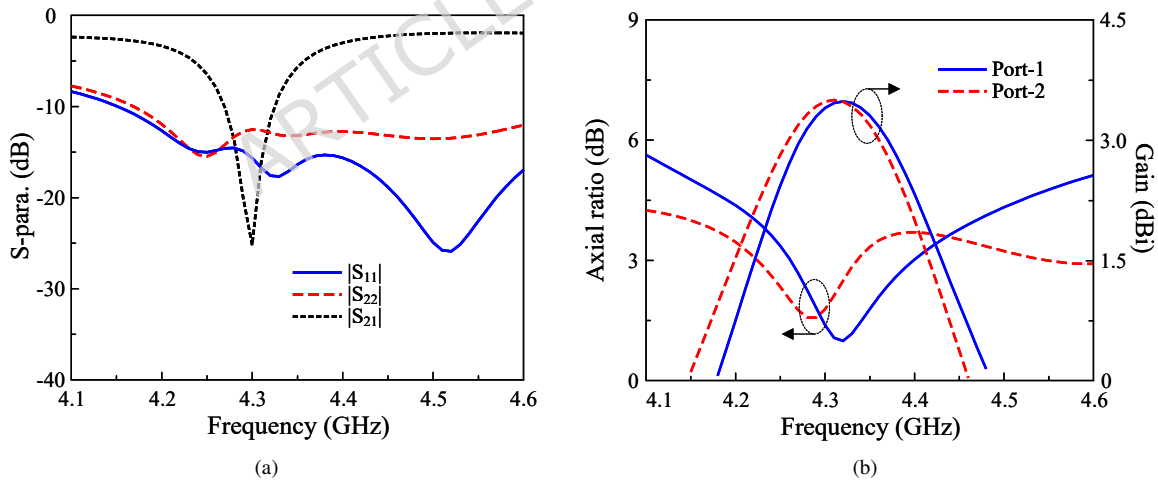 ARTICLE
0
-10
-20
-30
-40
S-para. (dB)
|S₁₁|
|S₂₂|
|S₂₁|
4.1 4.2 4.3 4.4 4.5 4.6
Frequency (GHz)
(a)
9
6
3
0
Axial ratio (dB)
Port-1
Port-2
4.5
3.0
1.5
0
Gain (dBi)
4.1 4.2 4.3 4.4 4.5 4.6
Frequency (GHz)
(b)